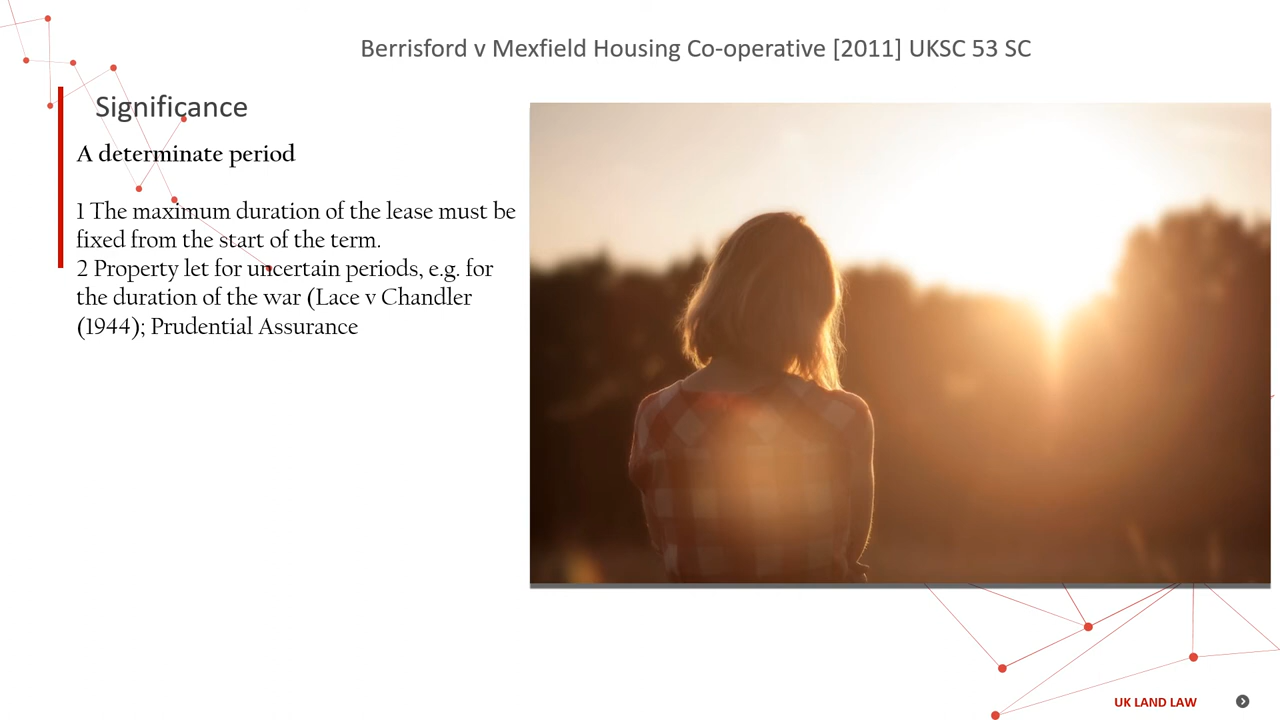 Berrisford v Mexfield Housing Co-operative [2011] UKSC 53 SC
Significance
A determinate period
1 The maximum duration of the lease must be
fixed from the start of the term.
2 Property let for uncertain periods, e.g. for
the duration of the war (Lace v Chandler
(1944); Prudential Assurance
UK LAND LAW